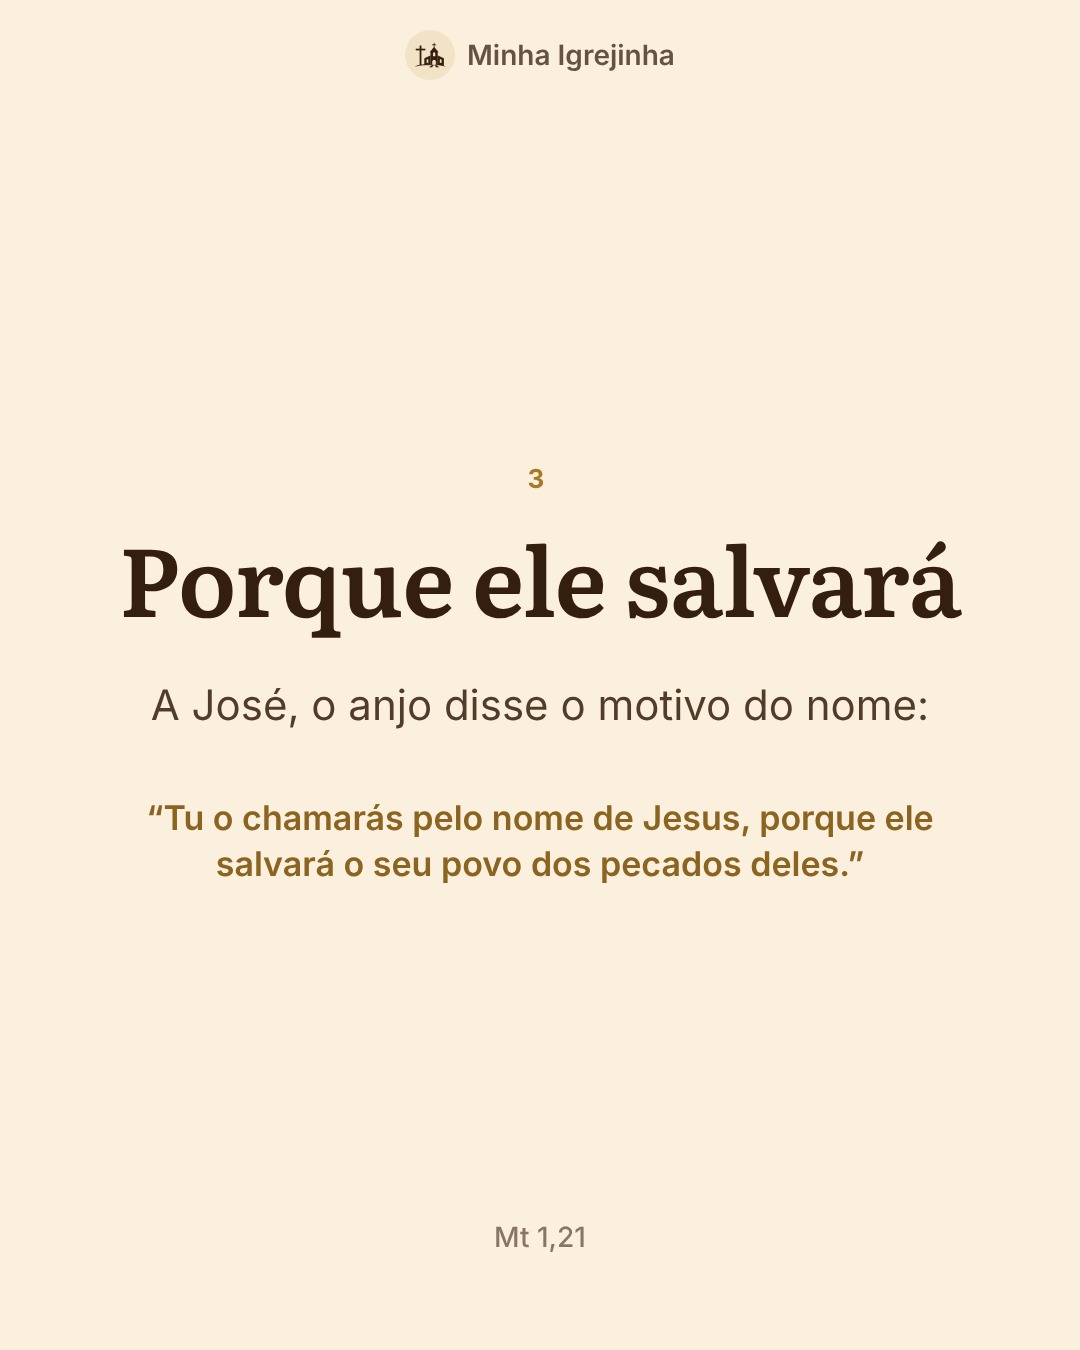 Minha Igrejinha
3
Porque ele salvará
A José, o anjo disse o motivo do nome:
“Tu o chamarás pelo nome de Jesus, porque ele
salvará o seu povo dos pecados deles.”
Mt 1,21